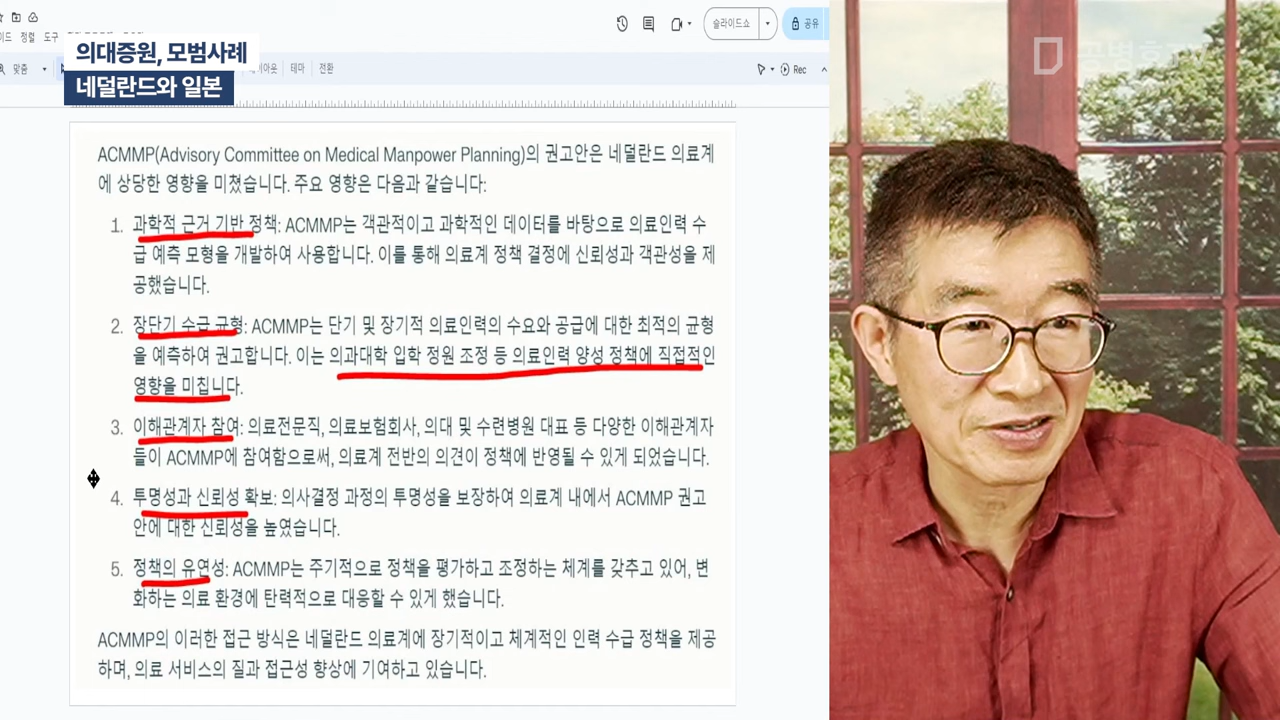 이드 정렬 도구
슬라이드쇼
공유
의대증원, 모범사례
네덜란드와 일본
맞춤
테마
전환
Rec
ACMMP(Advisory Committee on Medical Manpower Planning)의 권고안은 네덜란드 의료계
에 상당한 영향을 미쳤습니다. 주요 영향은 다음과 같습니다:
1. 과학적 근거 기반 정책: ACMMP는 객관적이고 과학적인 데이터를 바탕으로 의료인력 수
급 예측 모형을 개발하여 사용합니다. 이를 통해 의료계 정책 결정에 신뢰성과 객관성을 제
공했습니다.
2. 장단기 수급 균형: ACMMP는 단기 및 장기적 의료인력의 수요와 공급에 대한 최적의 균형
을 예측하여 권고합니다. 이는 의과대학 입학 정원 조정 등 의료인력 양성 정책에 직접적인
영향을 미칩니다.
3. 이해관계자 참여: 의료전문직, 의료보험회사, 의대 및 수련병원 대표 등 다양한 이해관계자
들이 ACMMP에 참여함으로써, 의료계 전반의 의견이 정책에 반영될 수 있게 되었습니다.
4. 투명성과 신뢰성 확보: 의사결정 과정의 투명성을 보장하여 의료계 내에서 ACMMP 권고
안에 대한 신뢰성을 높였습니다.
5. 정책의 유연성: ACMMP는 주기적으로 정책을 평가하고 조정하는 체계를 갖추고 있어, 변
화하는 의료 환경에 탄력적으로 대응할 수 있게 했습니다.
ACMMP의 이러한 접근 방식은 네덜란드 의료계에 장기적이고 체계적인 인력 수급 정책을 제공
하며, 의료 서비스의 질과 접근성 향상에 기여하고 있습니다.